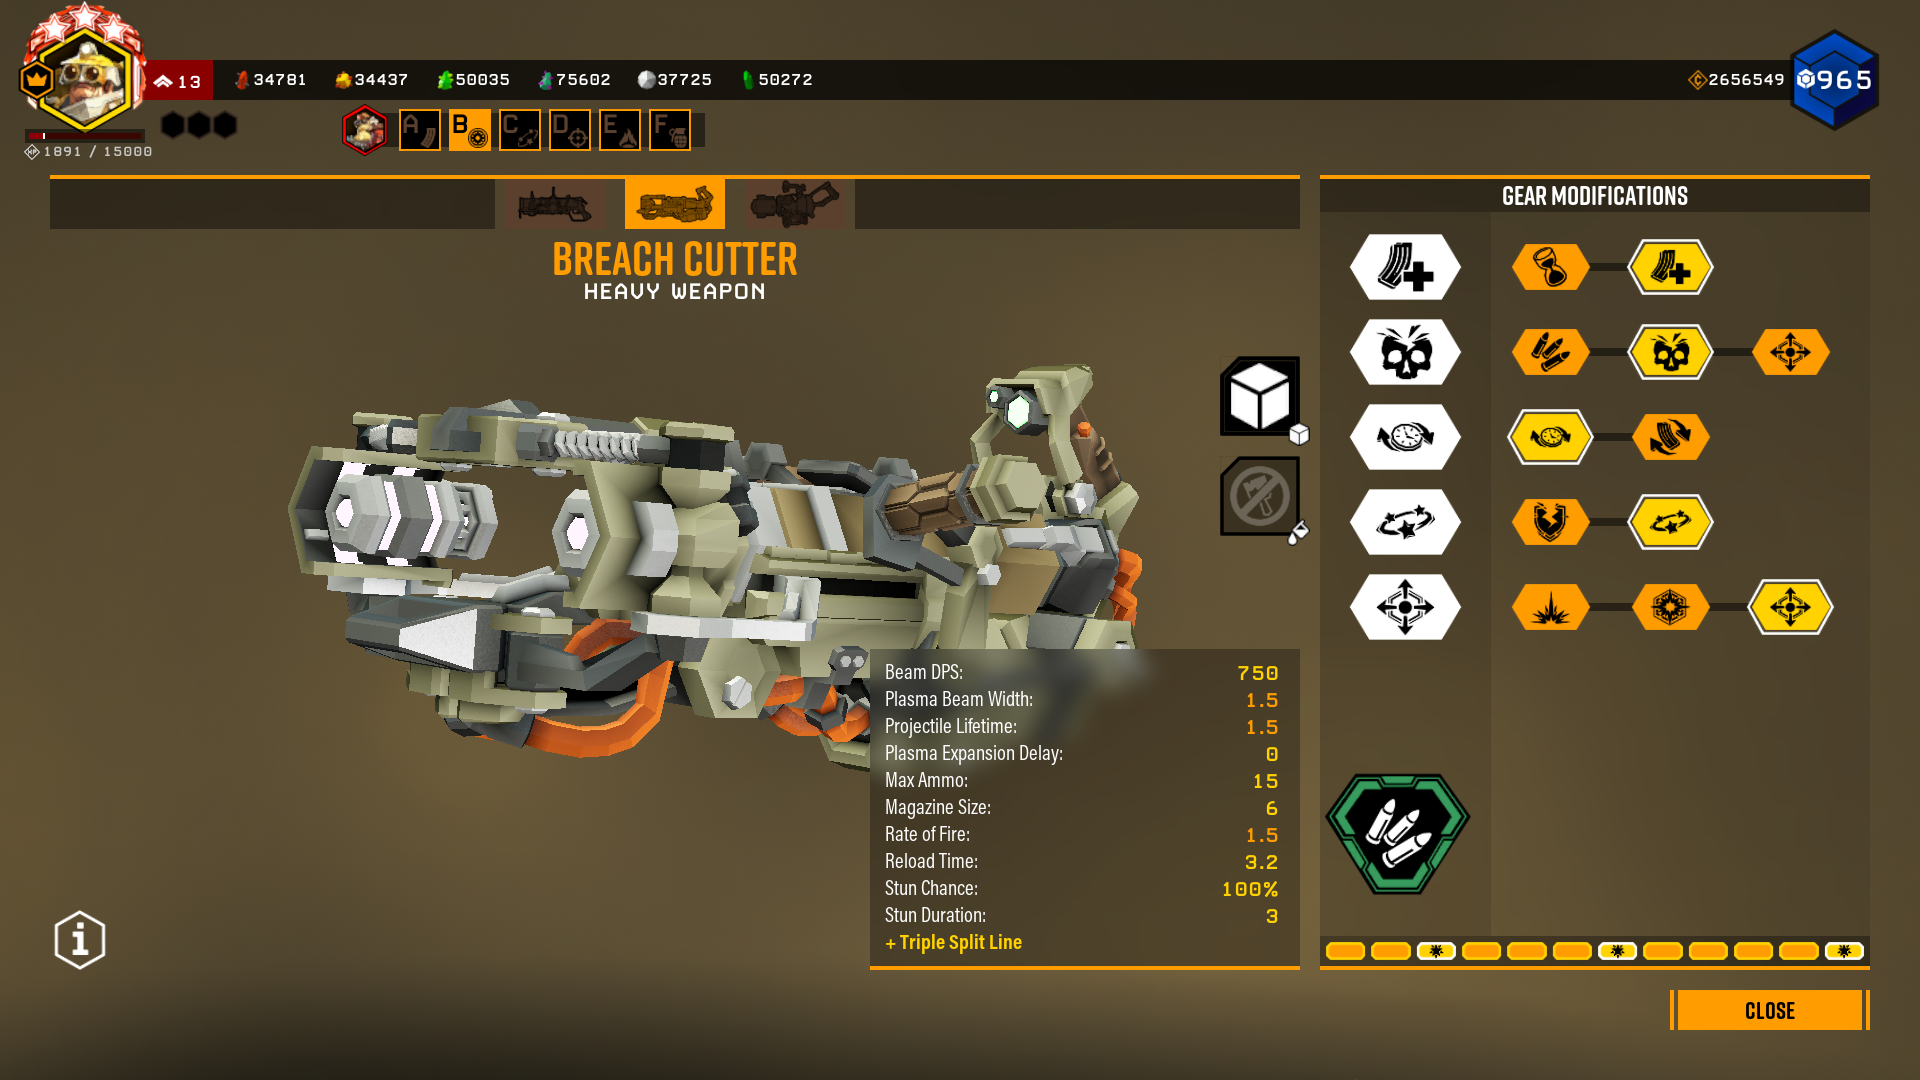 13
34781
34437
50035
75602
37725
50272
2656549
965
1891 / 15000
A
B
C
D
E
F
GEAR MODIFICATIONS
BREACH CUTTER
HEAVY WEAPON
Beam DPS: 750
Plasma Beam Width: 1.5
Projectile Lifetime: 1.5
Plasma Expansion Delay: 0
Max Ammo: 15
Magazine Size: 6
Rate of Fire: 1.5
Reload Time: 3.2
Stun Chance: 100%
Stun Duration: 3
+ Triple Split Line
CLOSE